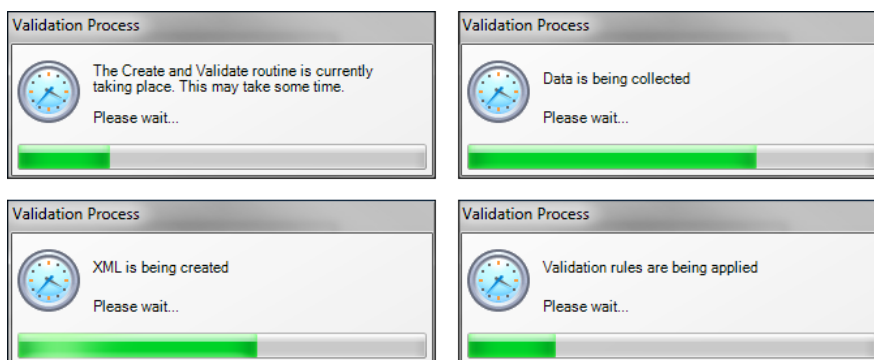 Validation Process
The Create and Validate routine is currently
taking place. This may take some time.
Please wait...
Validation Process
Data is being collected
Please wait...
Validation Process
XML is being created
Please wait...
Validation Process
Validation rules are being applied
Please wait...